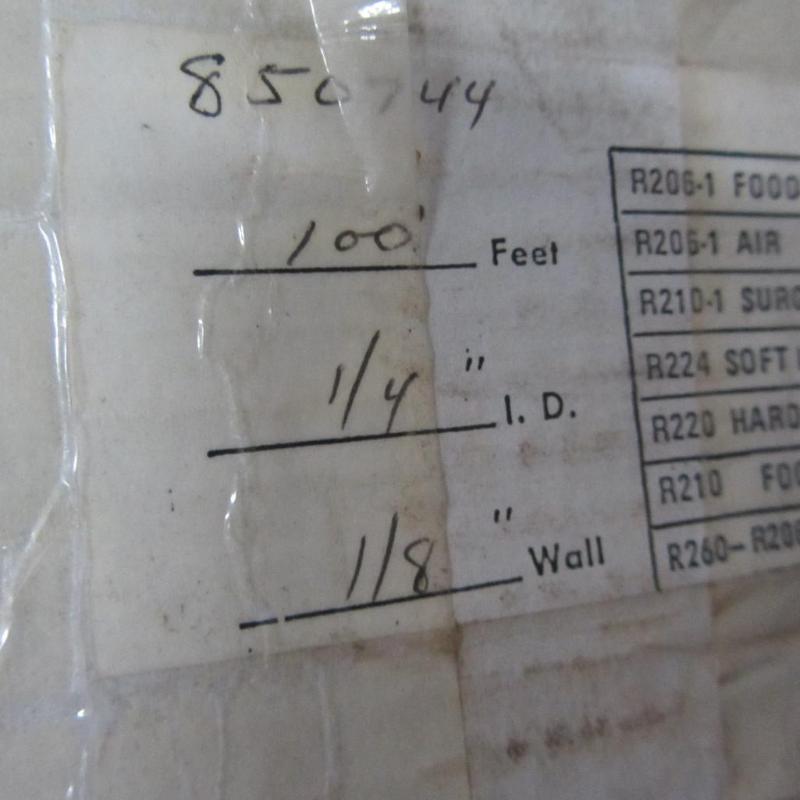 850744
100' Feet
1/4 " I. D.
1/8 " Wall
R206-1 FOOD
R206-1 AIR
R210-1 SURG
R224 SOFT
R220 HARD
R210 FOO
R260-R206